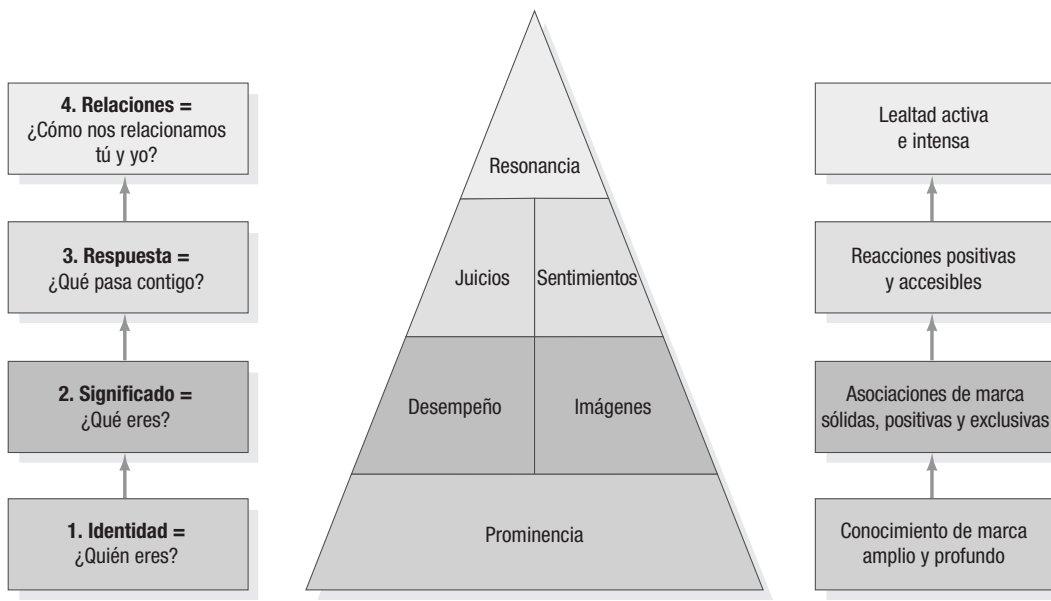 4. Relaciones =
¿Cómo nos relacionamos
tú y yo?
3. Respuesta =
¿Qué pasa contigo?
2. Significado =
¿Qué eres?
1. Identidad =
¿Quién eres?
Resonancia
Juicios
Sentimientos
Desempeño
Imágenes
Prominencia
Lealtad activa
e intensa
Reacciones positivas
y accesibles
Asociaciones de marca
sólidas, positivas y exclusivas
Conocimiento de marca
amplio y profundo